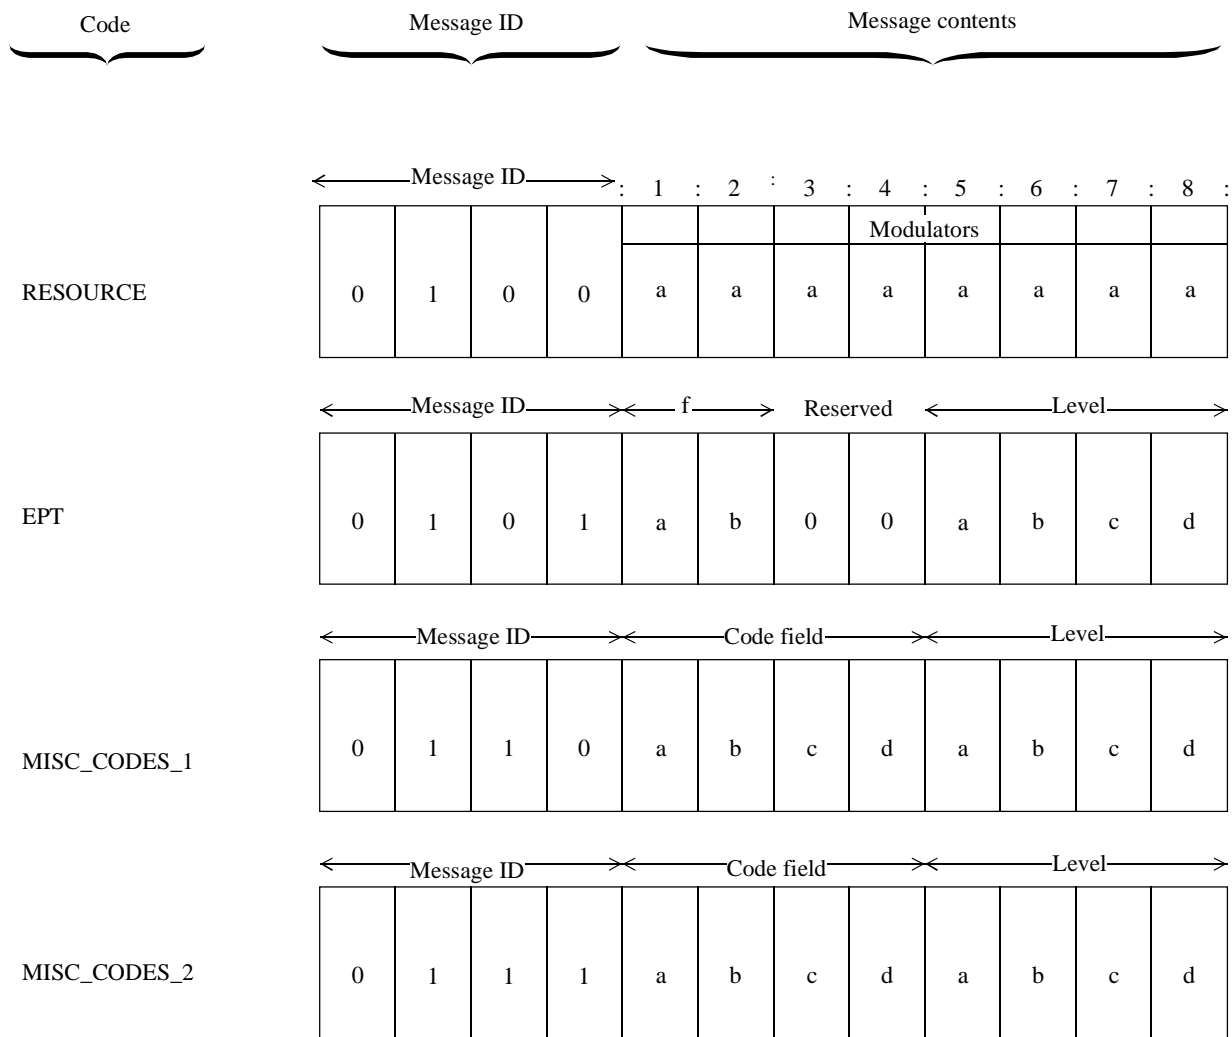 Code Message ID Message contents
Message ID : 1 : 2 : 3 : 4 : 5 : 6 : 7 : 8 :
Modulators
RESOURCE 0 1 0 0 a a a a a a a a
Message ID f Reserved Level
EPT 0 1 0 1 a b 0 0 a b c d
Message ID Code field Level
MISC_CODES_1 0 1 1 0 a b c d a b c d
Message ID Code field Level
MISC_CODES_2 0 1 1 1 a b c d a b c d